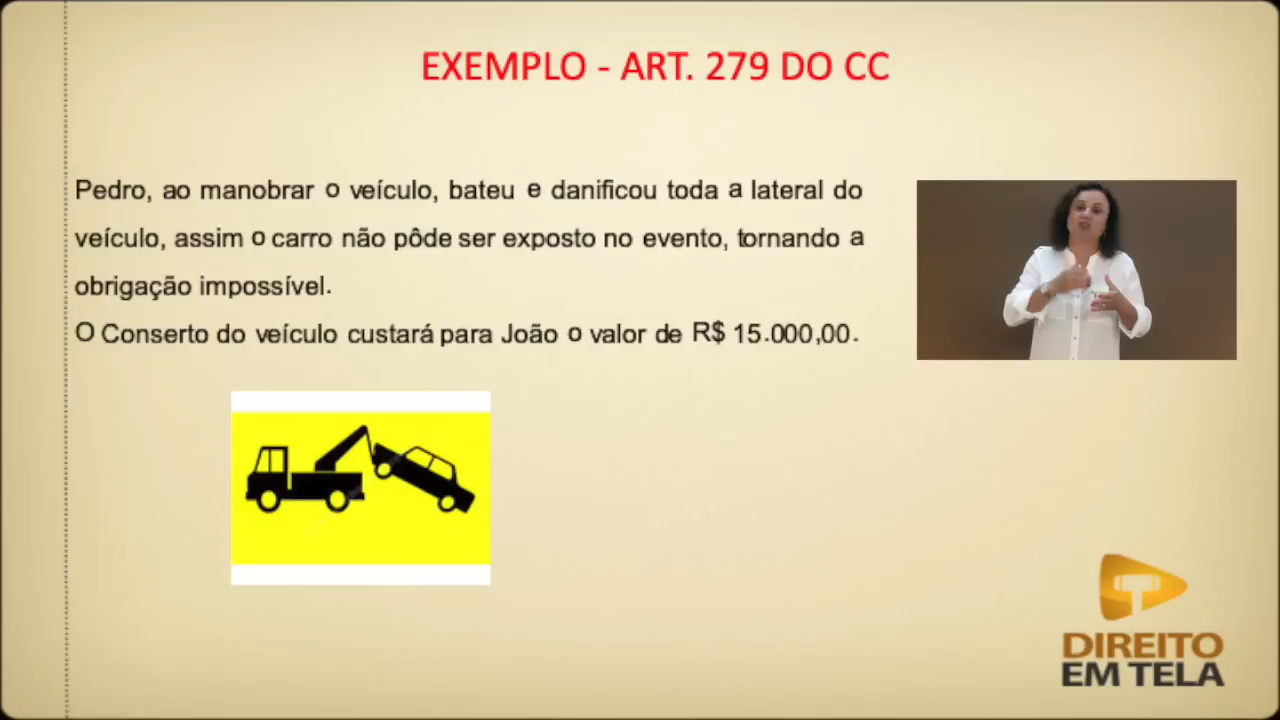 EXEMPLO - ART. 279 DO CC
Pedro, ao manobrar o veículo, bateu e danificou toda a lateral do
veículo, assim o carro não pôde ser exposto no evento, tornando a
obrigação impossível.
O Conserto do veículo custará para João o valor de R$ 15.000,00.
DIREITO
EM TELA